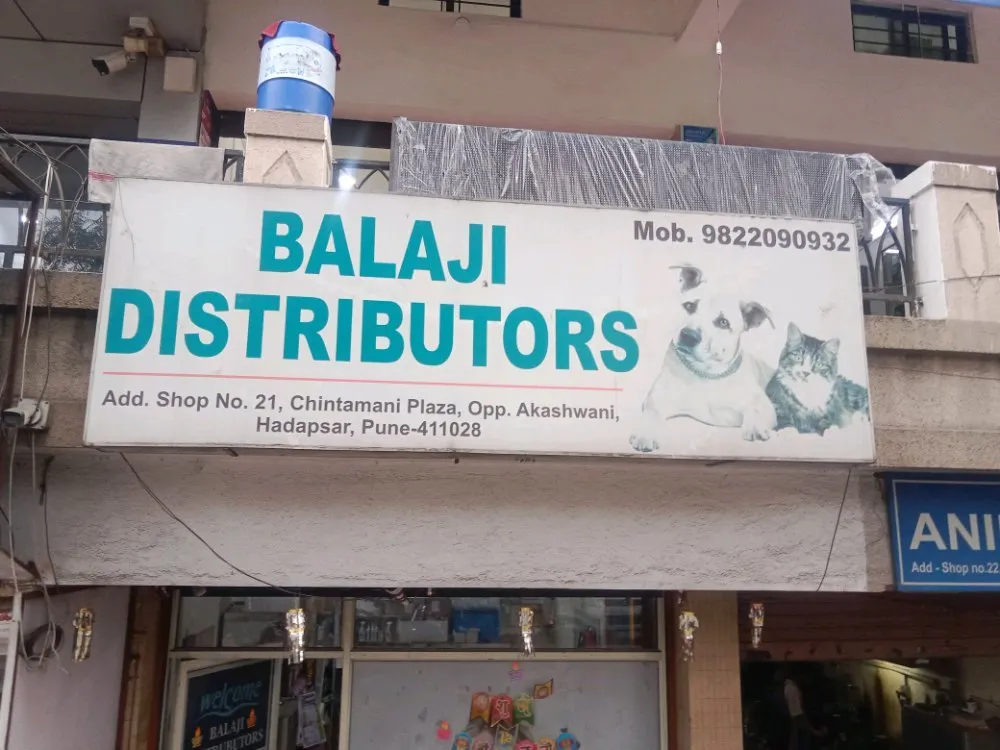 BALAJI
DISTRIBUTORS
Mob. 9822090932
Add. Shop No. 21, Chintamani Plaza, Opp. Akashwani,
Hadapsar, Pune-411028
ANI
Add - Shop no.22
welcome
BALAJI